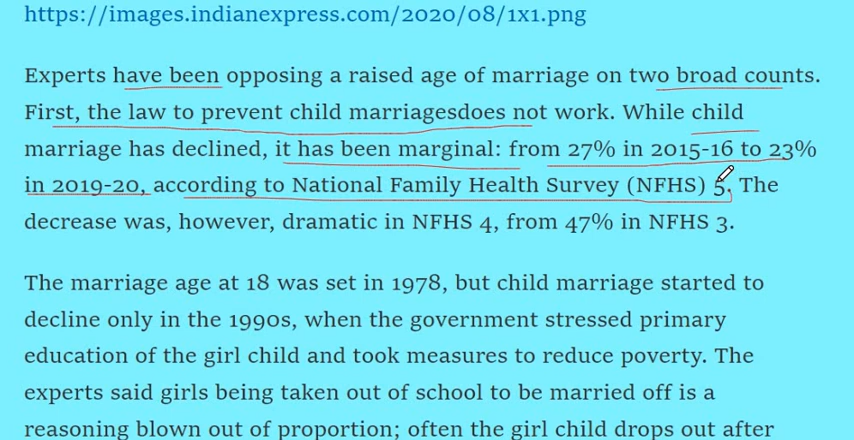 https://images.indianexpress.com/2020/08/1x1.png
Experts have been opposing a raised age of marriage on two broad counts.
First, the law to prevent child marriagesdoes not work. While child
marriage has declined, it has been marginal: from 27% in 2015-16 to 23%
in 2019-20, according to National Family Health Survey (NFHS) 5. The
decrease was, however, dramatic in NFHS 4, from 47% in NFHS 3.
The marriage age at 18 was set in 1978, but child marriage started to
decline only in the 1990s, when the government stressed primary
education of the girl child and took measures to reduce poverty. The
experts said girls being taken out of school to be married off is a
reasoning blown out of proportion; often the girl child drops out after